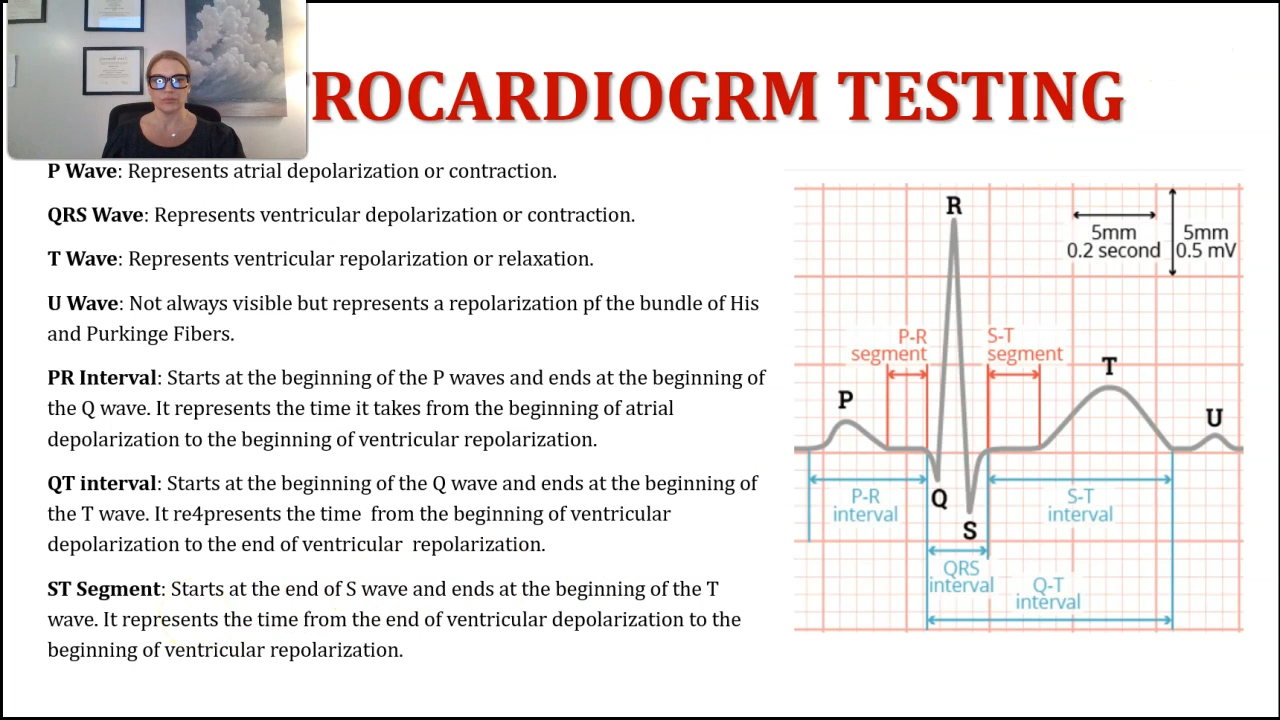 ROCARDIOGRM TESTING
P Wave: Represents atrial depolarization or contraction.
QRS Wave: Represents ventricular depolarization or contraction.
T Wave: Represents ventricular repolarization or relaxation.
U Wave: Not always visible but represents a repolarization pf the bundle of His
and Purkinge Fibers.
PR Interval: Starts at the beginning of the P waves and ends at the beginning of
the Q wave. It represents the time it takes from the beginning of atrial
depolarization to the beginning of ventricular repolarization.
QT interval: Starts at the beginning of the Q wave and ends at the beginning of
the T wave. It re4presents the time from the beginning of ventricular
depolarization to the end of ventricular repolarization.
ST Segment: Starts at the end of S wave and ends at the beginning of the T
wave. It represents the time from the end of ventricular depolarization to the
beginning of ventricular repolarization.
R
5mm
0.2 second
5mm
0.5 mV
P-R
segment
S-T
segment
P
T
U
Q
S
P-R
interval
S-T
interval
QRS
interval
Q-T
interval